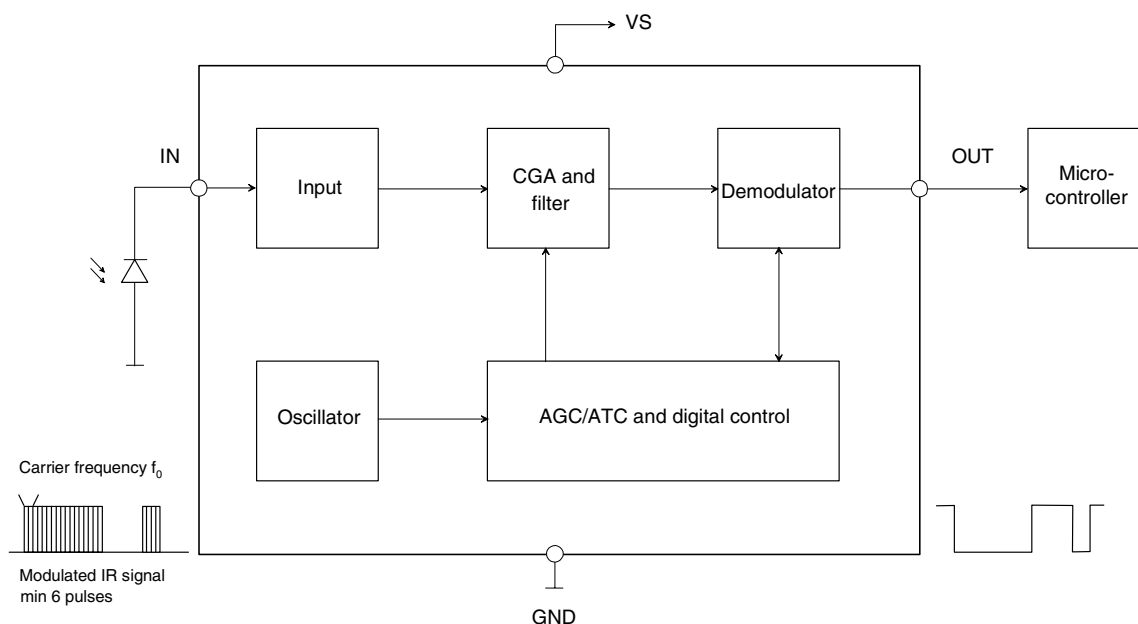 VS
IN
OUT
Input
CGA and
filter
Demodulator
Micro-
controller
Oscillator
AGC/ATC and digital control
Carrier frequency f₀
Modulated IR signal
min 6 pulses
GND